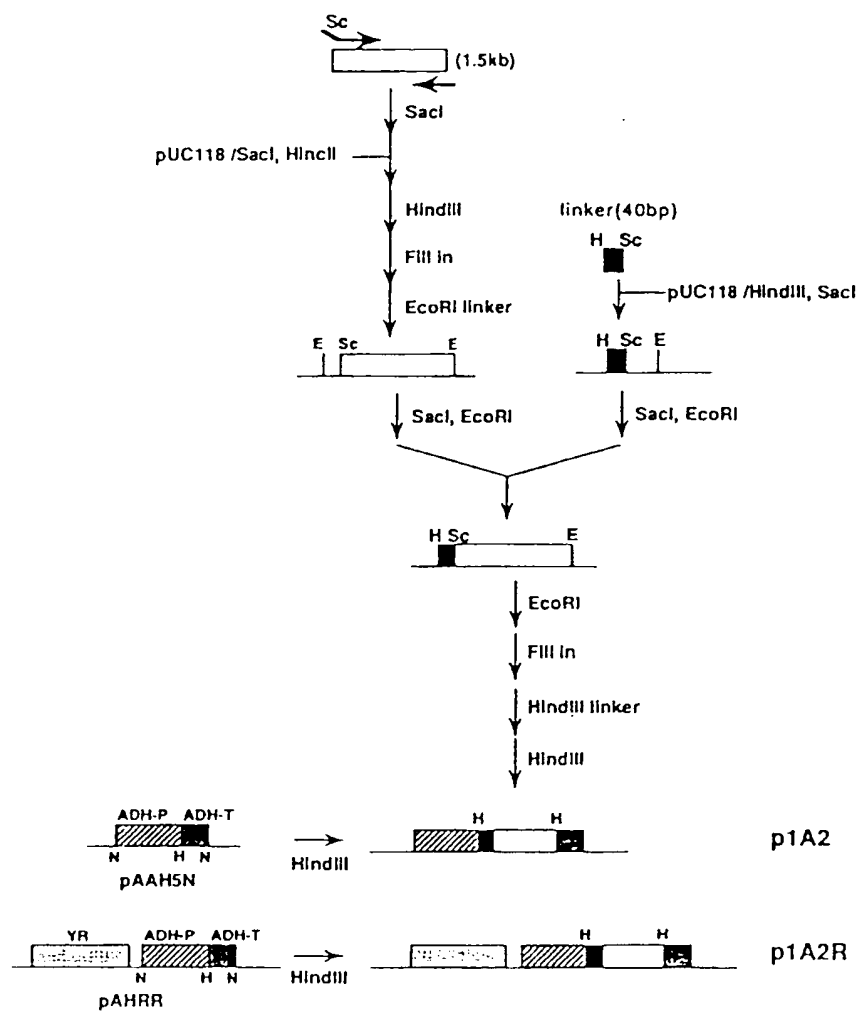 Sc
(1.5kb)
SacI
pUC118 /SacI, HincII
HindIII
Fill in
EcoRI linker
linker(40bp)
H Sc
pUC118 /HindIII, SacI
E Sc E
H Sc E
SacI, EcoRI
SacI, EcoRI
H Sc E
EcoRI
Fill in
HindIII linker
HindIII
ADH-P ADH-T
N H N
pAAH5N
HindIII
H H
p1A2
YR ADH-P ADH-T
N H N
pAHRR
HindIII
H H
p1A2R